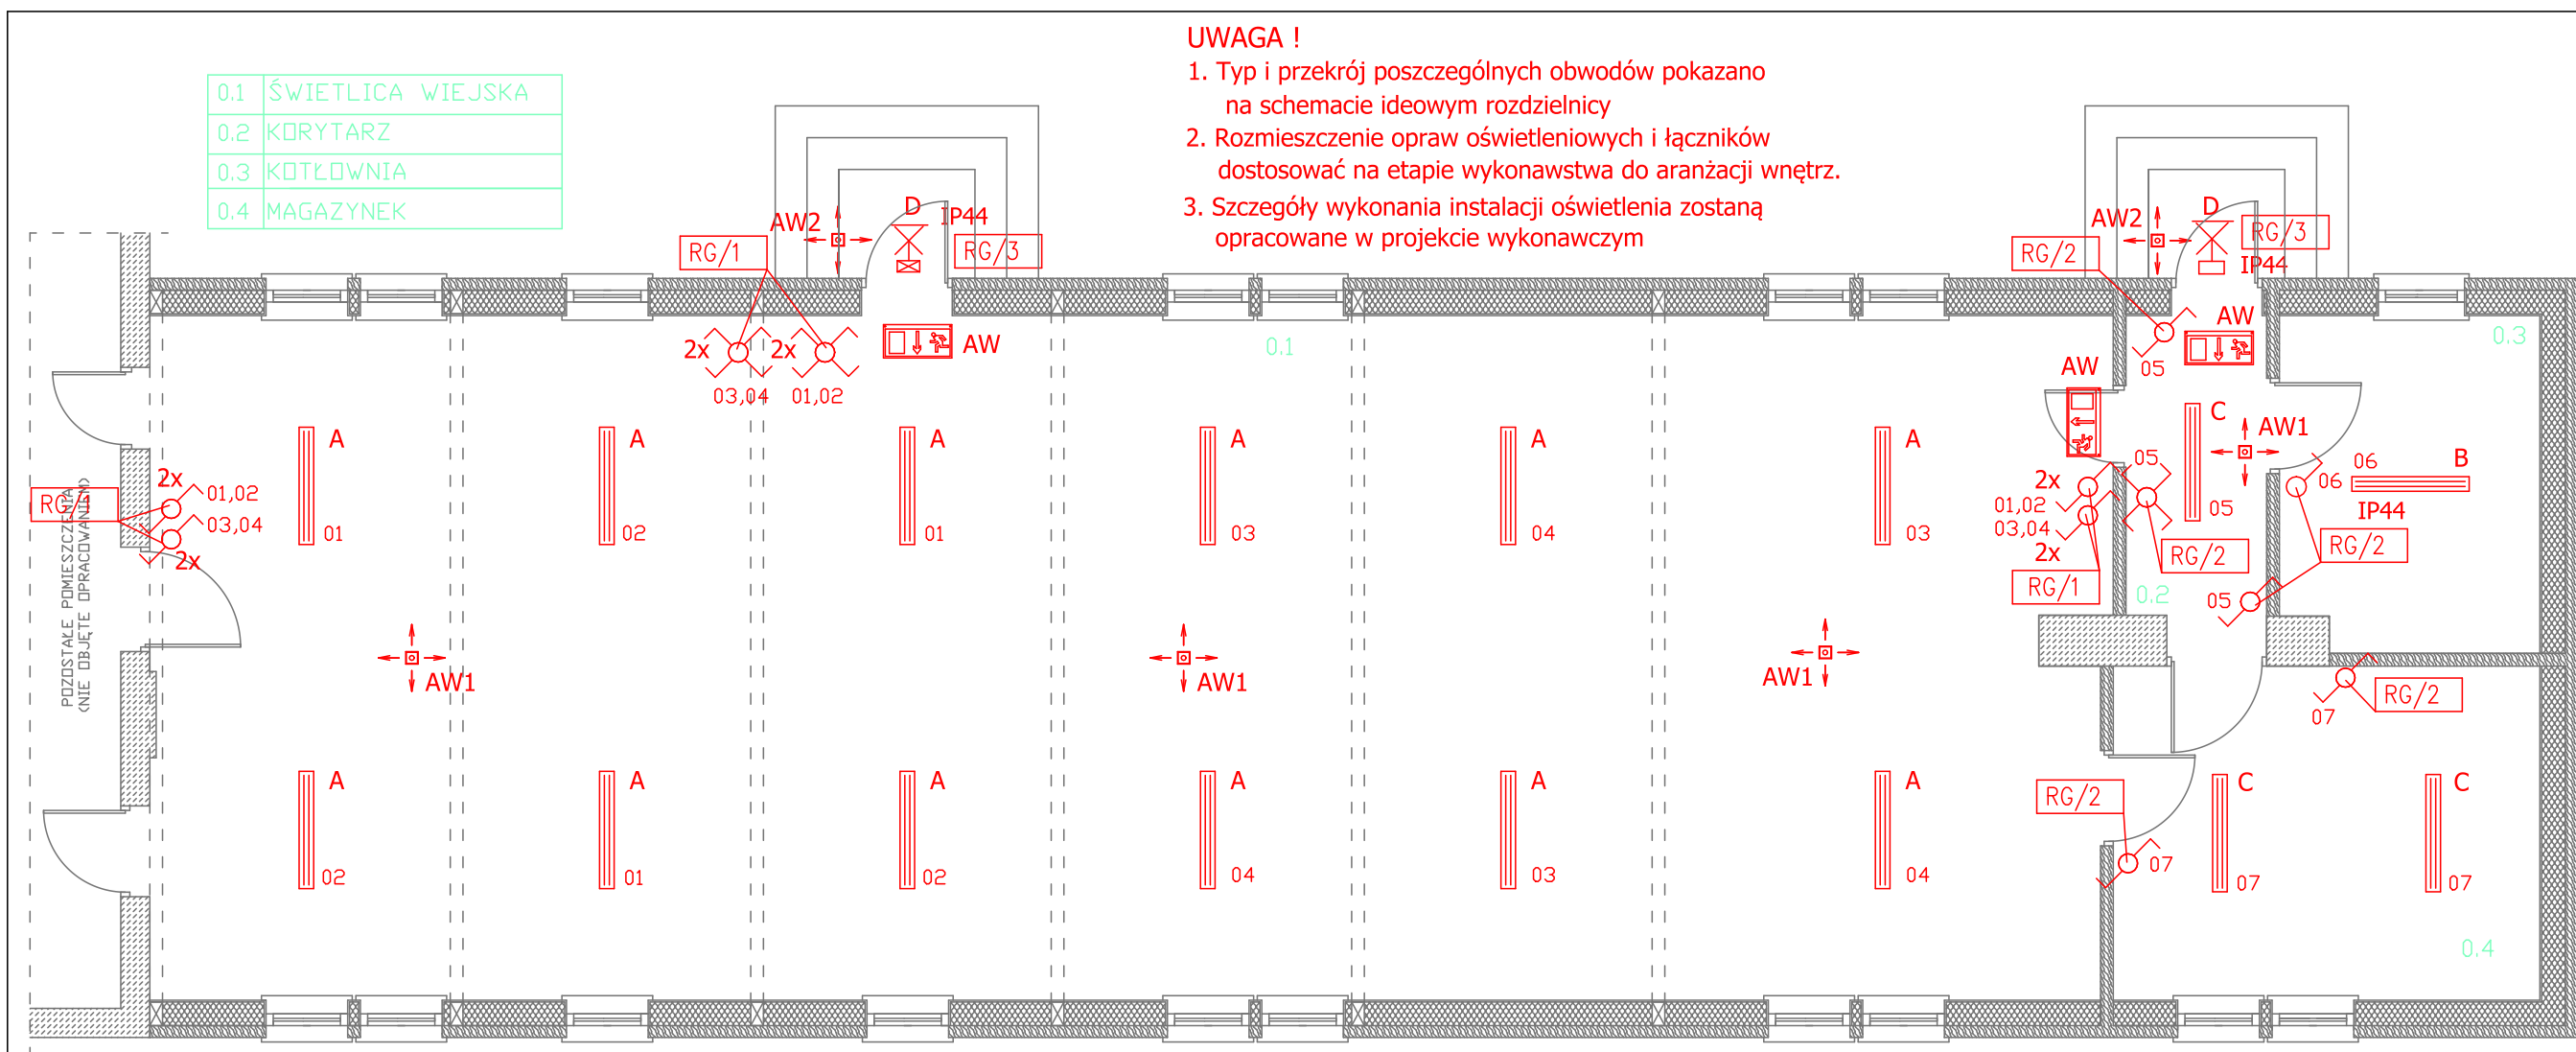 UWAGA !
1. Typ i przekrój poszczególnych obwodów pokazano
na schemacie ideowym rozdzielnicy
2. Rozmieszczenie opraw oświetleniowych i łączników
dostosować na etapie wykonawstwa do aranżacji wnętrz.
3. Szczegóły wykonania instalacji oświetlenia zostaną
opracowane w projekcie wykonawczym
0.1 ŚWIETLICA WIEJSKA
0.2 KORYTARZ
0.3 KOTŁOWNIA
0.4 MAGAZYNEK
AW2
D
IP44
RG/1
RG/3
AW2
D
RG/3
RG/2
IP44
2x
2x
AW
03,04
01,02
0.1
AW
05
AW
0.3
A
A
A
A
A
A
C
AW1
2x
01,02
RG/1
03,04
2x
05
2x
01,02
03,04
2x
06
B
06
IP44
05
01
02
01
03
04
03
RG/2
RG/2
RG/1
0.2
05
POZOSTAŁE POMIESZCZENIA
(NIE OBJĘTE OPRACOWANIEM)
AW1
AW1
AW1
RG/2
07
A
A
A
A
A
A
C
C
RG/2
07
02
01
02
04
03
04
07
07
0.4